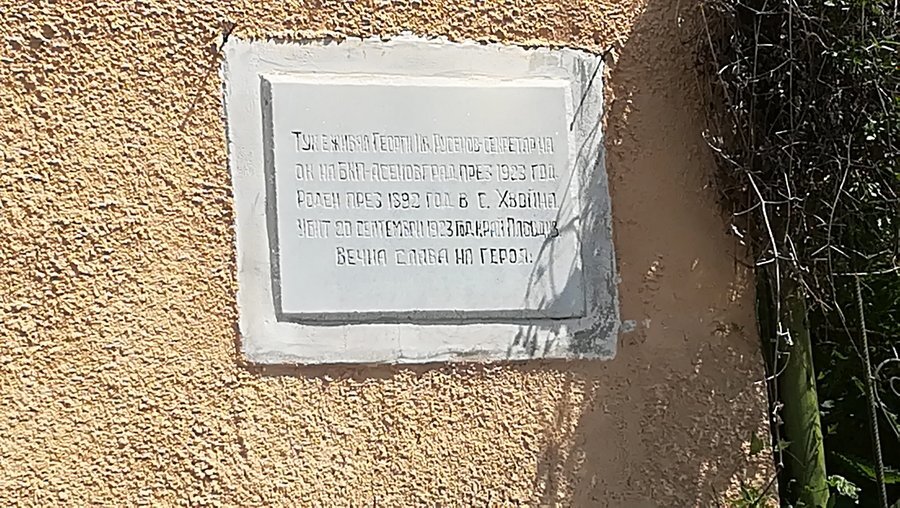 Тук е живял Георги Ив. Русенов-секретар на
ОК на БКП-Асеновград през 1923 год.
Роден през 1892 год. в с. Хвойна
Убит 20 септември 1923 год. край Пловдив
Вечна слава на героя.